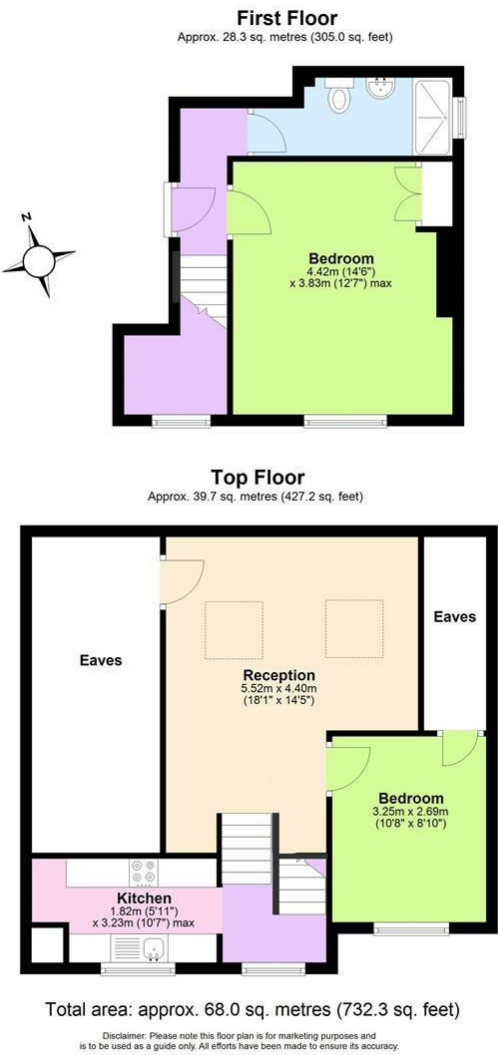 First Floor
Approx. 28.3 sq. metres (305.0 sq. feet)
N
Bedroom
4.42m (14'6")
x 3.83m (12'7") max
Top Floor
Approx. 39.7 sq. metres (427.2 sq. feet)
Eaves
Eaves
Reception
5.52m x 4.40m
(18'1" x 14'5")
Bedroom
3.25m x 2.69m
(10'8" x 8'10")
Kitchen
1.82m (5'11")
x 3.23m (10'7") max
Total area: approx. 68.0 sq. metres (732.3 sq. feet)
Disclaimer: Please note this floor plan is for marketing purposes and
is to be used as a guide only. All efforts have been made to ensure its accuracy.